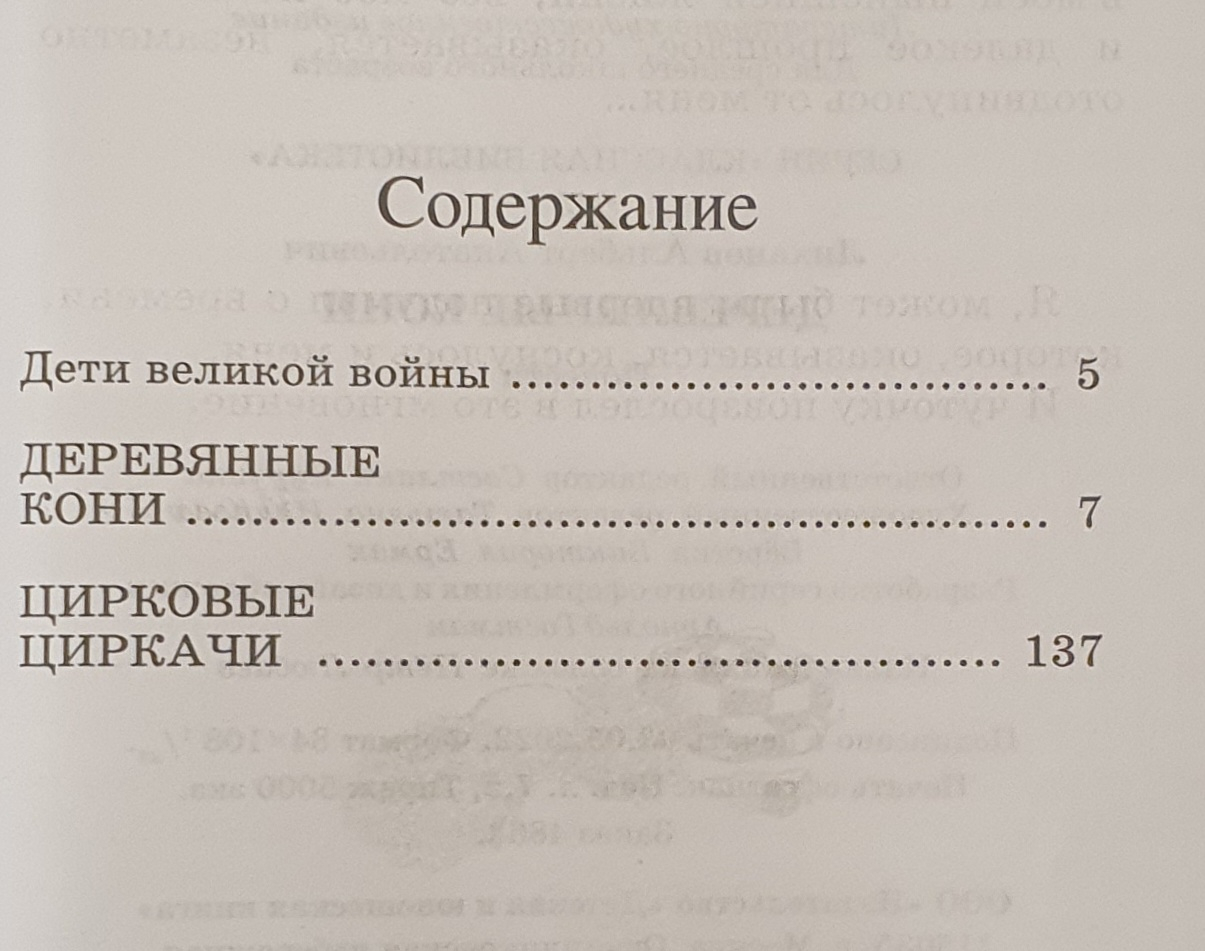 Содержание
Дети великой войны .................................. 5
ДЕРЕВЯННЫЕ
КОНИ ...................................................... 7
ЦИРКОВЫЕ
ЦИРКАЧИ ........................................... 137